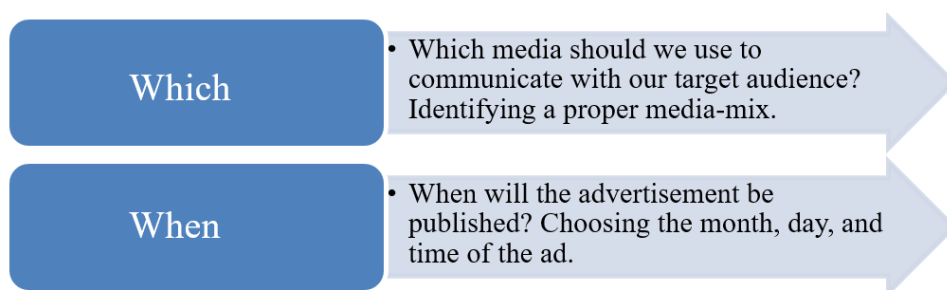 Which
• Which media should we use to
communicate with our target audience?
Identifying a proper media-mix.
When
• When will the advertisement be
published? Choosing the month, day, and
time of the ad.